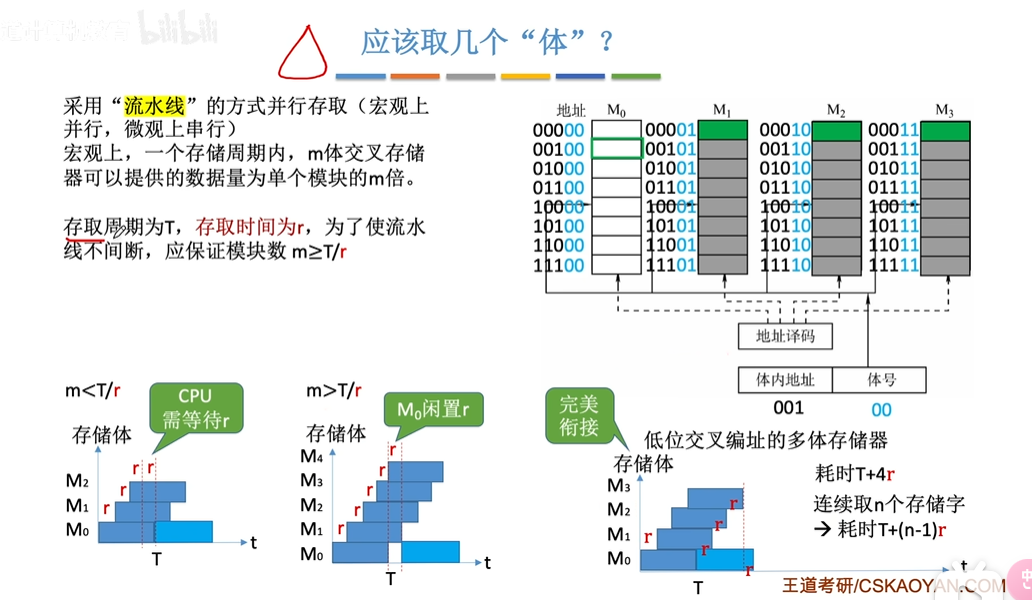 bilibili
应该取几个“体”？
采用“流水线”的方式并行存取（宏观上
并行，微观上串行）
宏观上，一个存储周期内，m体交叉存储
器可以提供的数据量为单个模块的m倍。
存取周期为T，存取时间为r，为了使流水
线不间断，应保证模块数 m≥T/r
地址 M₀ M₁ M₂ M₃
00000 00001 00010 00011
00100 00101 00110 00111
01000 01001 01010 01011
01100 01101 01110 01111
10000 10001 10010 10011
10100 10101 10110 10111
11000 11001 11010 11011
11100 11101 11110 11111
地址译码
体内地址 体号
001 00
m<T/r
CPU
需等待r
存储体
r r
M₂ r
M₁ r
M₀
t
T
m>T/r
M₀闲置r
存储体
r
M₄
M₃ r
M₂ r
M₁ r
M₀
t
T
完美
衔接
低位交叉编址的多体存储器
存储体
M₃ r
M₂ r
M₁ r r
M₀ r
t
T
耗时T+4r
连续取n个存储字
→ 耗时T+(n-1)r
王道考研/CSKAOYAN.COM